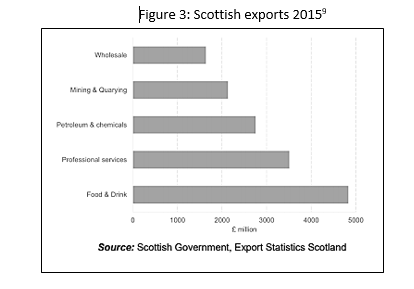 Figure 3: Scottish exports 2015⁹
Wholesale
Mining & Quarying
Petroleum & chemicals
Professional services
Food & Drink
0 1000 2000 3000 4000 5000
£ million
Source: Scottish Government, Export Statistics Scotland